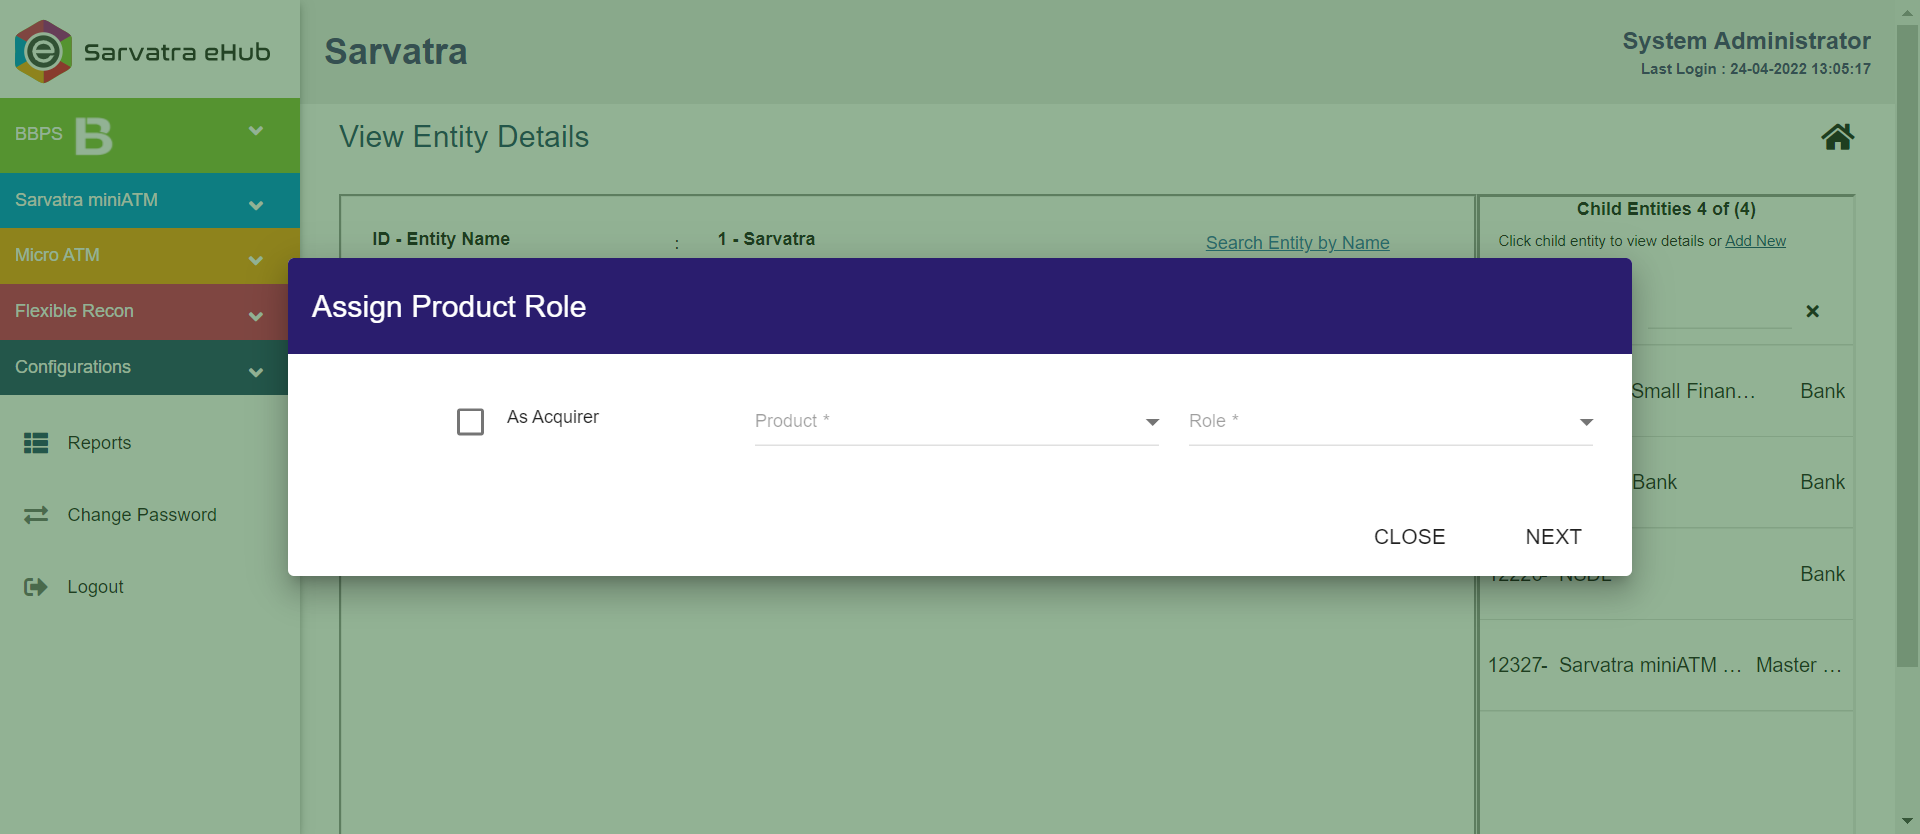 Sarvatra eHub
BBPS B
Sarvatra miniATM
Micro ATM
Flexible Recon
Configurations
Reports
Change Password
Logout
Sarvatra
System Administrator
Last Login : 24-04-2022 13:05:17
View Entity Details
ID - Entity Name : 1 - Sarvatra
Search Entity by Name
Child Entities 4 of (4)
Click child entity to view details or Add New
Assign Product Role
As Acquirer
Product *
Role *
CLOSE
NEXT
Small Finan... Bank
Bank Bank
NSDL Bank
12327- Sarvatra miniATM ... Master ...